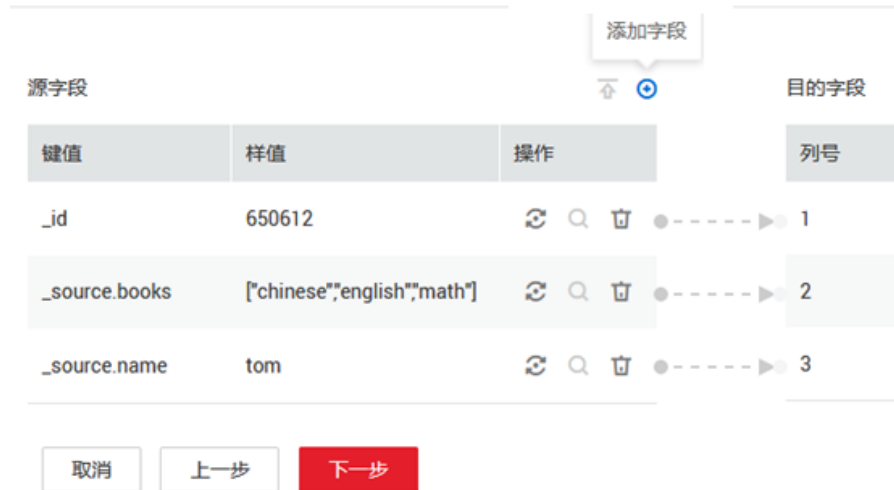 添加字段
源字段 目的字段
键值 样值 操作 列号
_id 650612 1
_source.books ["chinese","english","math"] 2
_source.name tom 3
取消 上一步 下一步